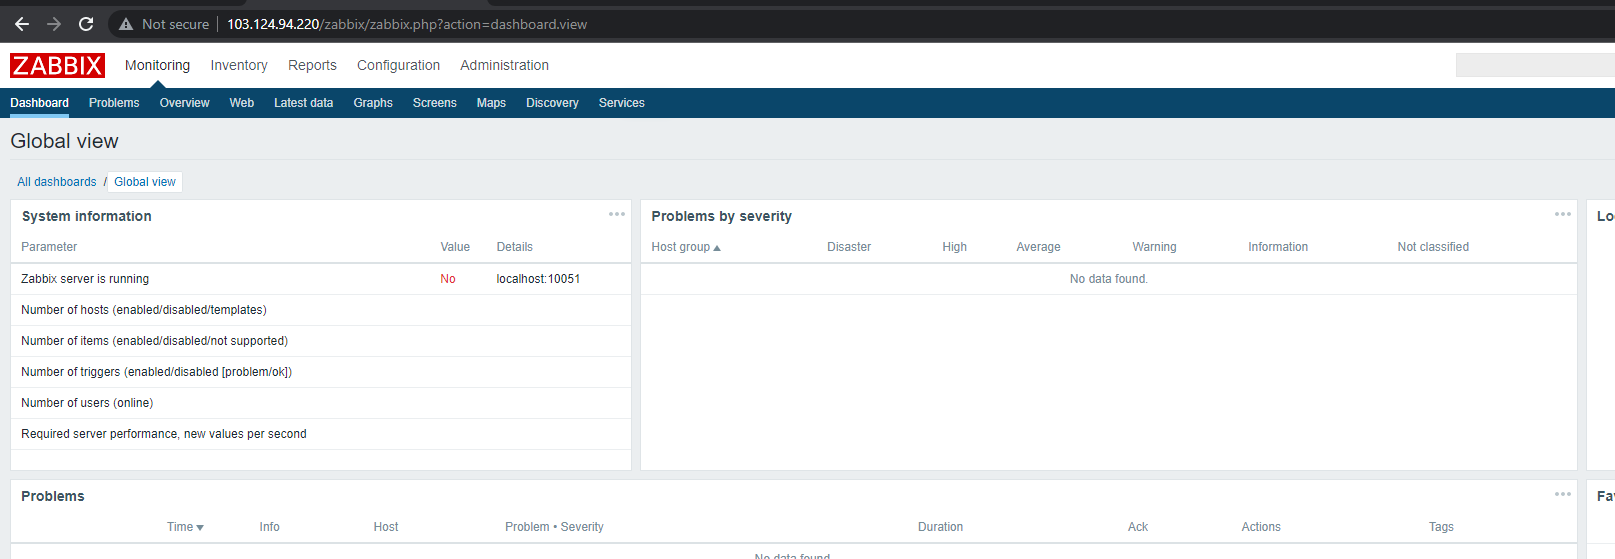 Not secure | 103.124.94.220/zabbix/zabbix.php?action=dashboard.view
ZABBIX Monitoring Inventory Reports Configuration Administration
Dashboard Problems Overview Web Latest data Graphs Screens Maps Discovery Services
Global view
All dashboards / Global view
System information
Parameter Value Details
Zabbix server is running No localhost:10051
Number of hosts (enabled/disabled/templates)
Number of items (enabled/disabled/not supported)
Number of triggers (enabled/disabled [problem/ok])
Number of users (online)
Required server performance, new values per second
Problems by severity
Host group Disaster High Average Warning Information Not classified
No data found.
Lo
Problems
Time Info Host Problem • Severity Duration Ack Actions Tags
No data found
Fa